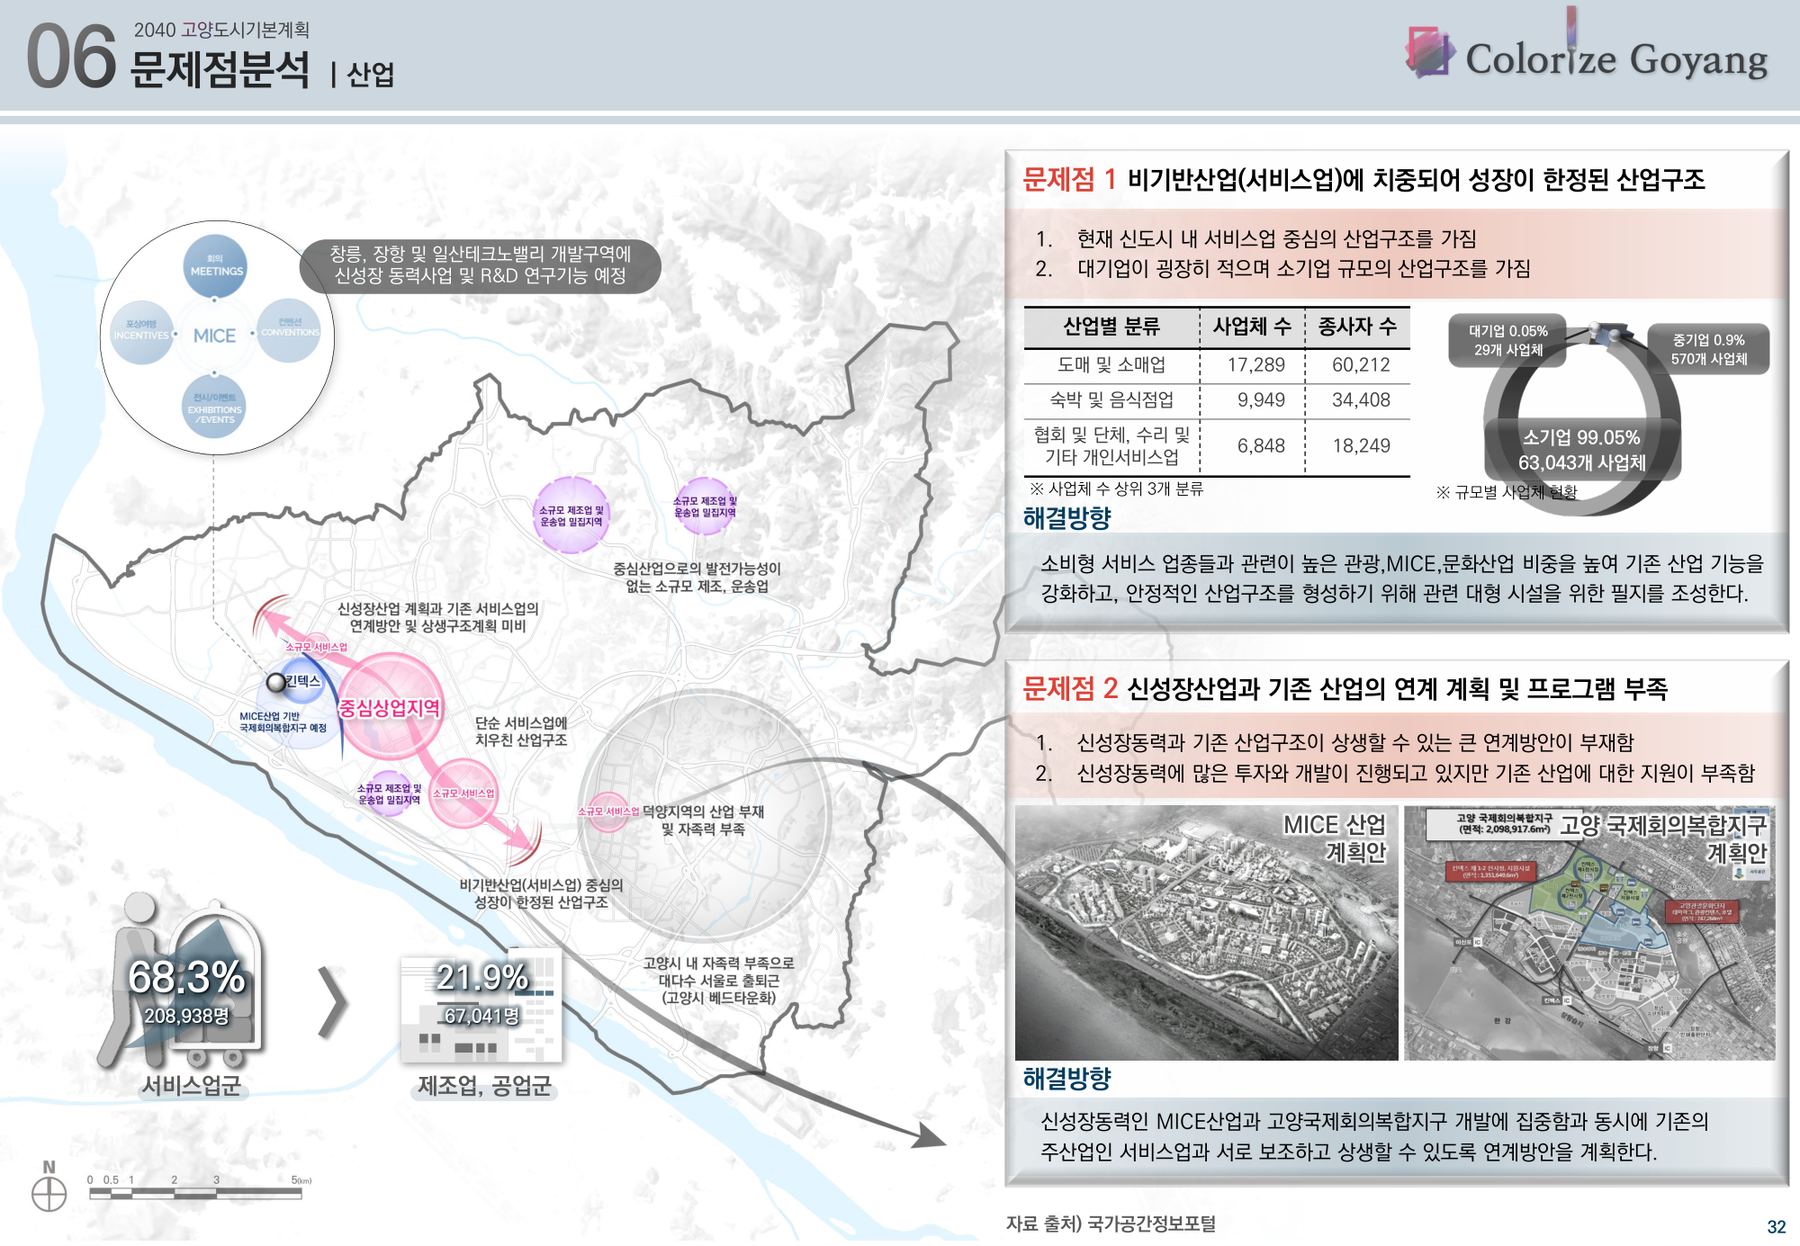 06
2040 고양도시기본계획
문제점분석 | 산업
Colorize Goyang
회의
MEETINGS
포상여행
INCENTIVES
MICE
컨벤션
CONVENTIONS
전시/이벤트
EXHIBITIONS
/EVENTS
창릉, 장항 및 일산테크노밸리 개발구역에
신성장 동력사업 및 R&D 연구기능 예정
소규모 제조업 및
운송업 밀집지역
소규모 제조업 및
운송업 밀집지역
중심산업으로의 발전가능성이
없는 소규모 제조, 운송업
신성장산업 계획과 기존 서비스업의
연계방안 및 상생구조계획 미비
소규모 서비스업
킨텍스
MICE산업 기반
국제회의복합지구 예정
중심상업지역
단순 서비스업에
치우친 산업구조
소규모 제조업 및
운송업 밀집지역
소규모 서비스업
소규모 서비스업
덕양지역의 산업 부재
및 자족력 부족
비기반산업(서비스업) 중심의
성장이 한정된 산업구조
고양시 내 자족력 부족으로
대다수 서울로 출퇴근
(고양시 베드타운화)
68.3%
208,938명
서비스업군
21.9%
67,041명
제조업, 공업군
N
0 0.5 1 2 3 5(km)
문제점 1 비기반산업(서비스업)에 치중되어 성장이 한정된 산업구조
1. 현재 신도시 내 서비스업 중심의 산업구조를 가짐
2. 대기업이 굉장히 적으며 소기업 규모의 산업구조를 가짐
산업별 분류 사업체 수 종사자 수
도매 및 소매업 17,289 60,212
숙박 및 음식점업 9,949 34,408
협회 및 단체, 수리 및
기타 개인서비스업 6,848 18,249
※ 사업체 수 상위 3개 분류
대기업 0.05%
29개 사업체
중기업 0.9%
570개 사업체
소기업 99.05%
63,043개 사업체
※ 규모별 사업체 현황
해결방향
소비형 서비스 업종들과 관련이 높은 관광,MICE,문화산업 비중을 높여 기존 산업 기능을
강화하고, 안정적인 산업구조를 형성하기 위해 관련 대형 시설을 위한 필지를 조성한다.
문제점 2 신성장산업과 기존 산업의 연계 계획 및 프로그램 부족
1. 신성장동력과 기존 산업구조이 상생할 수 있는 큰 연계방안이 부재함
2. 신성장동력에 많은 투자와 개발이 진행되고 있지만 기존 산업에 대한 지원이 부족함
MICE 산업
계획안
고양 국제회의복합지구
(면적: 2,098,917.6m²)
고양 국제회의복합지구
계획안
킨텍스 IC
한 강
해결방향
신성장동력인 MICE산업과 고양국제회의복합지구 개발에 집중함과 동시에 기존의
주산업인 서비스업과 서로 보조하고 상생할 수 있도록 연계방안을 계획한다.
자료 출처) 국가공간정보포털
32